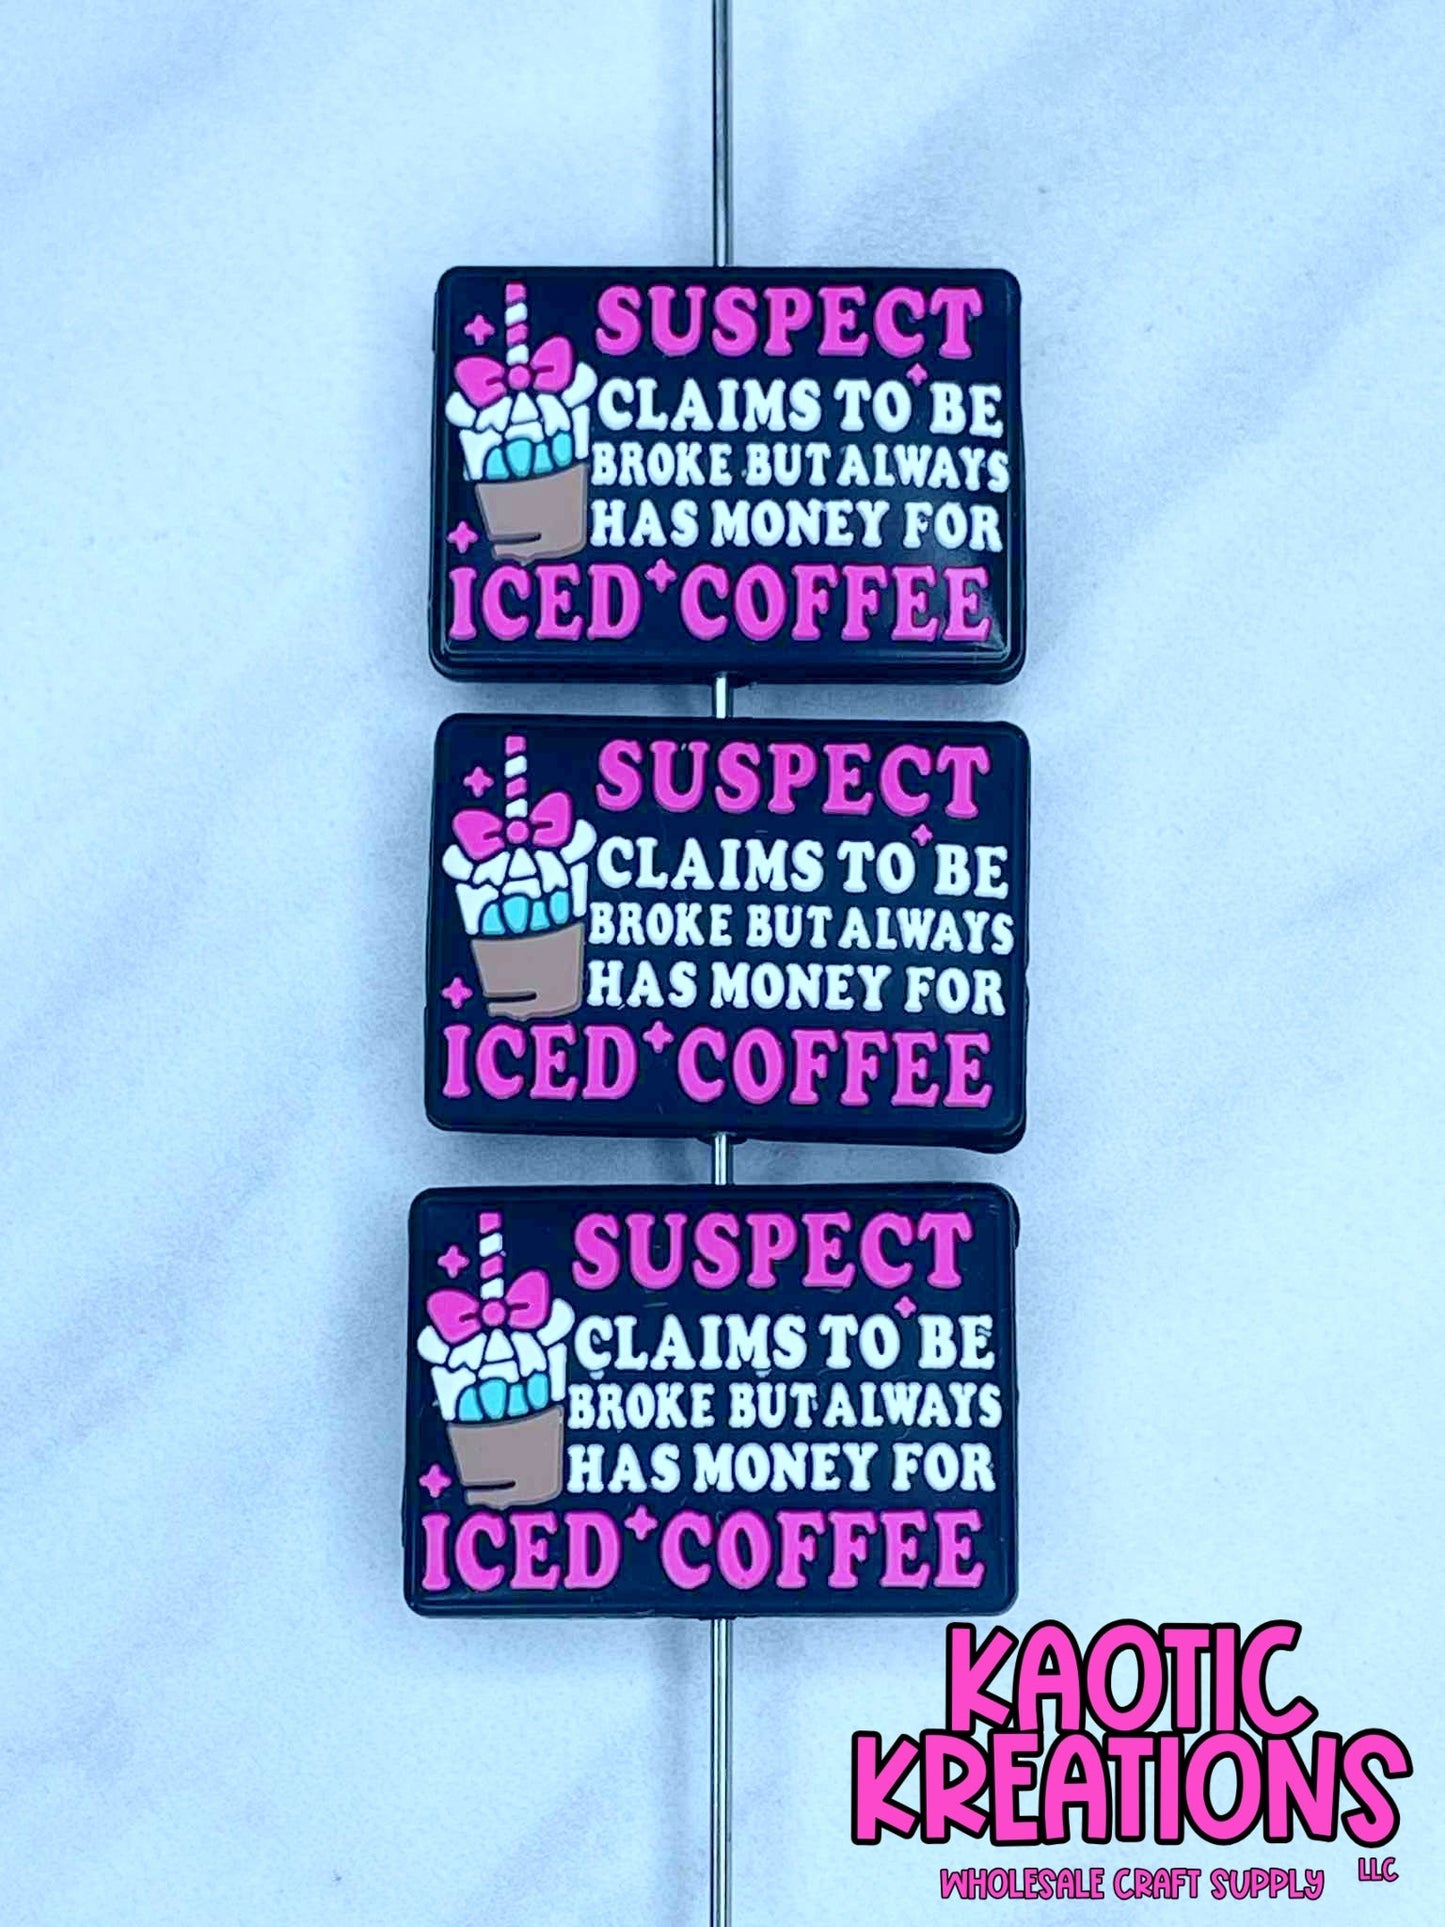 SUSPECT
CLAIMS TO BE
BROKE BUT ALWAYS
HAS MONEY FOR
ICED COFFEE
SUSPECT
CLAIMS TO BE
BROKE BUT ALWAYS
HAS MONEY FOR
ICED COFFEE
SUSPECT
CLAIMS TO BE
BROKE BUT ALWAYS
HAS MONEY FOR
ICED COFFEE
KAOTIC
KREATIONS
LLC
WHOLESALE CRAFT SUPPLY